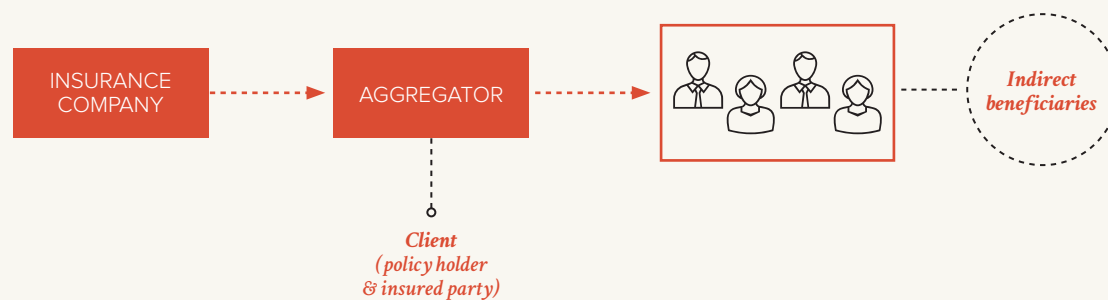 INSURANCE
COMPANY
AGGREGATOR
Indirect
beneficiaries
Client
(policy holder
& insured party)